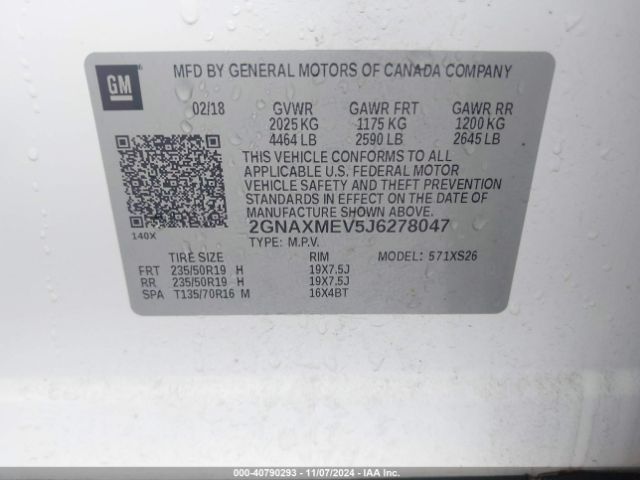 GM
MFD BY GENERAL MOTORS OF CANADA COMPANY
02/18 GVWR GAWR FRT GAWR RR
2025 KG 1175 KG 1200 KG
4464 LB 2590 LB 2645 LB
THIS VEHICLE CONFORMS TO ALL
APPLICABLE U.S. FEDERAL MOTOR
VEHICLE SAFETY AND THEFT PREVENTION
STANDARDS IN EFFECT ON THE DATE OF
MANUFACTURE SHOWN ABOVE.
140X 2GNAXMEV5J6278047
TYPE: M.P.V. MODEL: 571XS26
TIRE SIZE RIM
FRT 235/50R19 H 19X7.5J
RR 235/50R19 H 19X7.5J
SPA T135/70R16 M 16X4BT
000-40790293 - 11/07/2024 - IAA Inc.